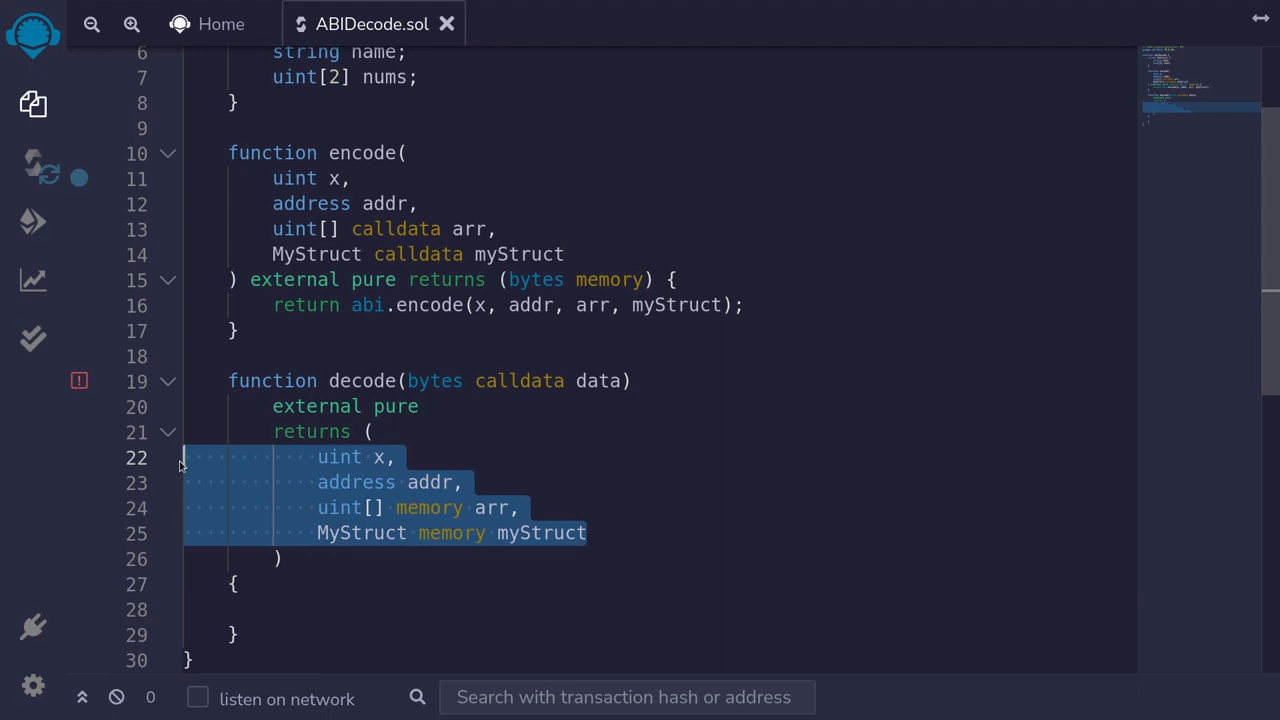 Home
ABIDecode.sol
6 string name;
7 uint[2] nums;
8 }
9
10 function encode(
11 uint x,
12 address addr,
13 uint[] calldata arr,
14 MyStruct calldata myStruct
15 ) external pure returns (bytes memory) {
16 return abi.encode(x, addr, arr, myStruct);
17 }
18
19 function decode(bytes calldata data)
20 external pure
21 returns (
22 uint x,
23 address addr,
24 uint[] memory arr,
25 MyStruct memory myStruct
26 )
27 {
28
29 }
30 }
0 listen on network Search with transaction hash or address